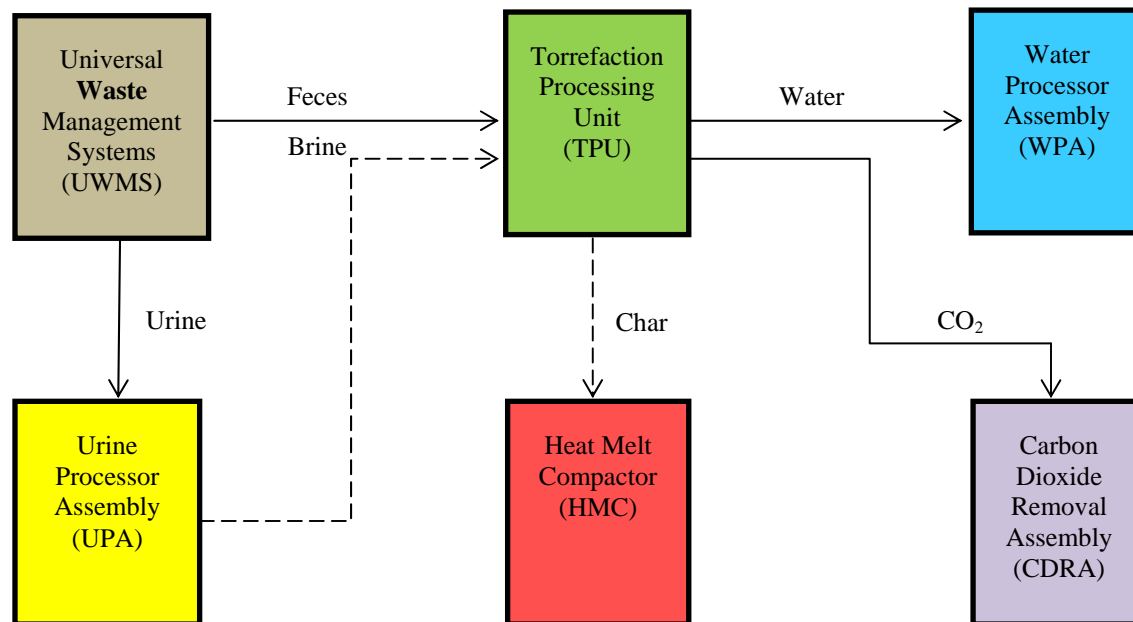 Universal
Waste
Management
Systems
(UWMS)
Feces
Brine
Torrefaction
Processing
Unit
(TPU)
Water
Water
Processor
Assembly
(WPA)
Urine
Char
CO₂
Urine
Processor
Assembly
(UPA)
Heat Melt
Compactor
(HMC)
Carbon
Dioxide
Removal
Assembly
(CDRA)